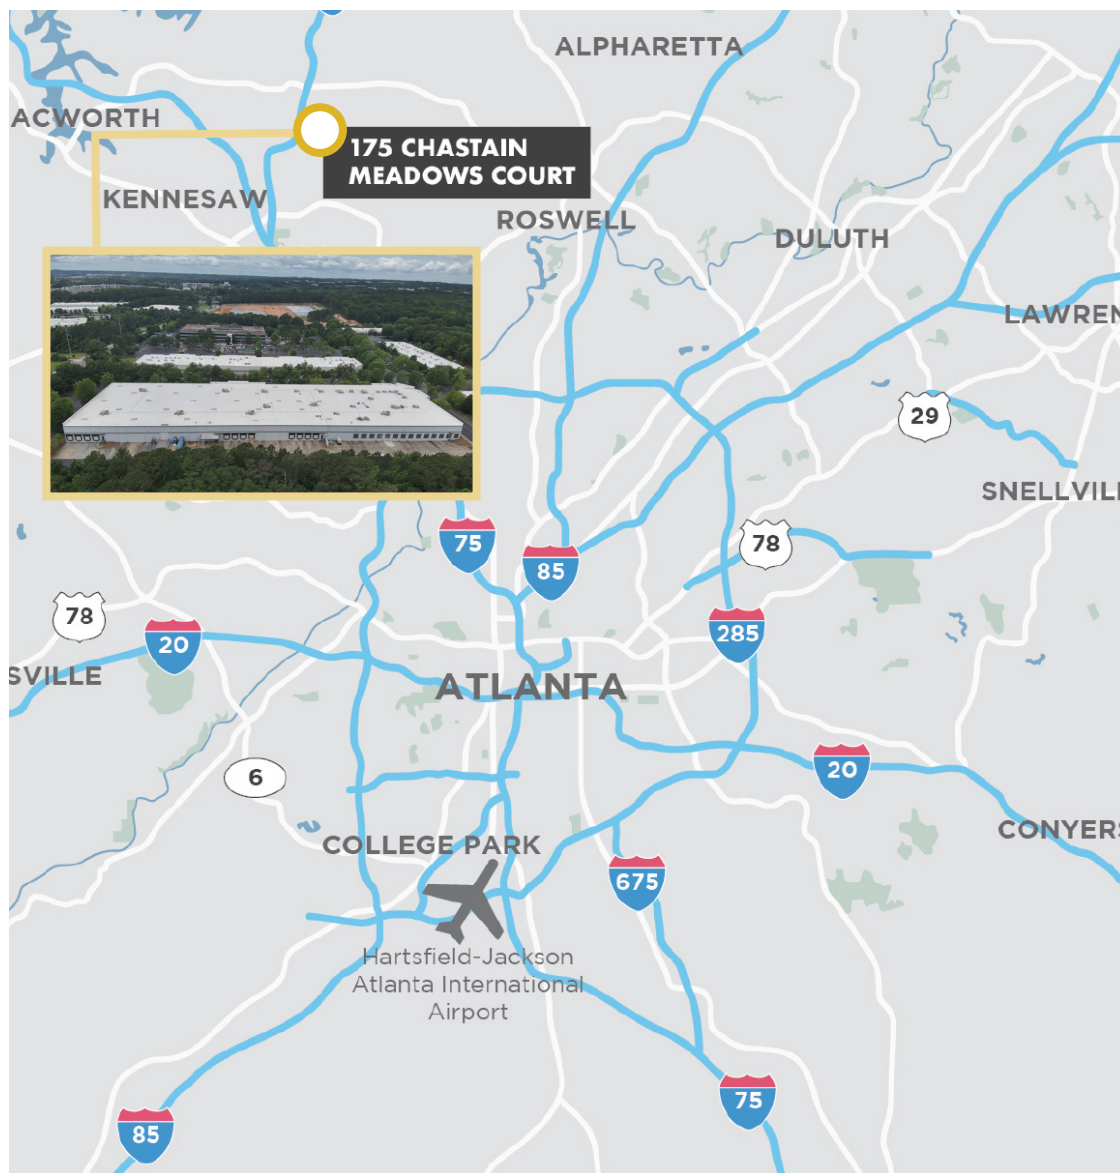 ALPHARETTA
ACWORTH
175 CHASTAIN
MEADOWS COURT
KENNESAW
ROSWELL
DULUTH
LAWREN
29
SNELLVIL
75
85
78
78
20
285
SVILLE
ATLANTA
6
20
COLLEGE PARK
CONYERS
675
Hartsfield-Jackson
Atlanta International
Airport
75
85